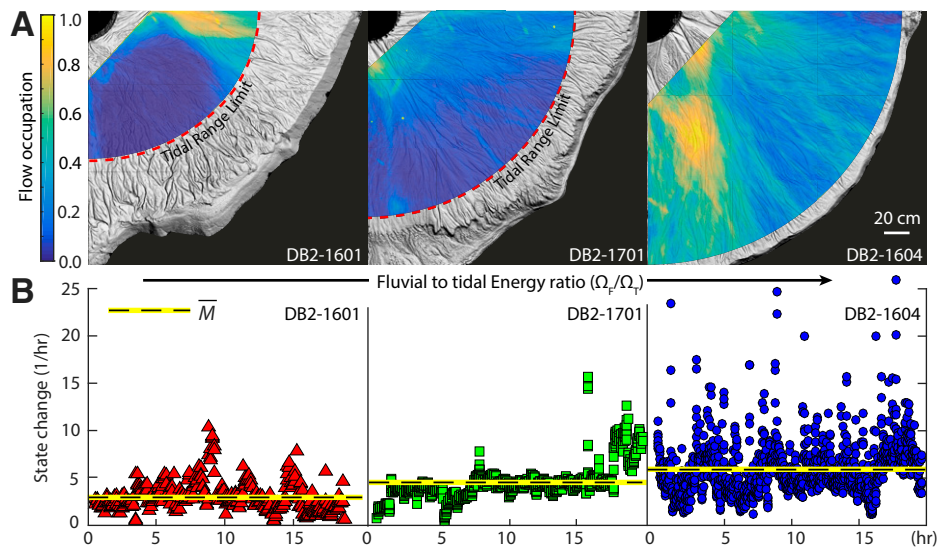 A
Flow occupation
1.0
0.8
0.6
0.4
0.2
0.0
Tidal Range Limit
DB2-1601
Tidal Range Limit
DB2-1701
20 cm
DB2-1604
B
Fluvial to tidal Energy ratio (Ω_F/Ω_T)
State change (1/hr)
25
20
15
10
5
0
M̅
DB2-1601
DB2-1701
DB2-1604
0 5 10 15 0 5 10 15 0 5 10 15 (hr)